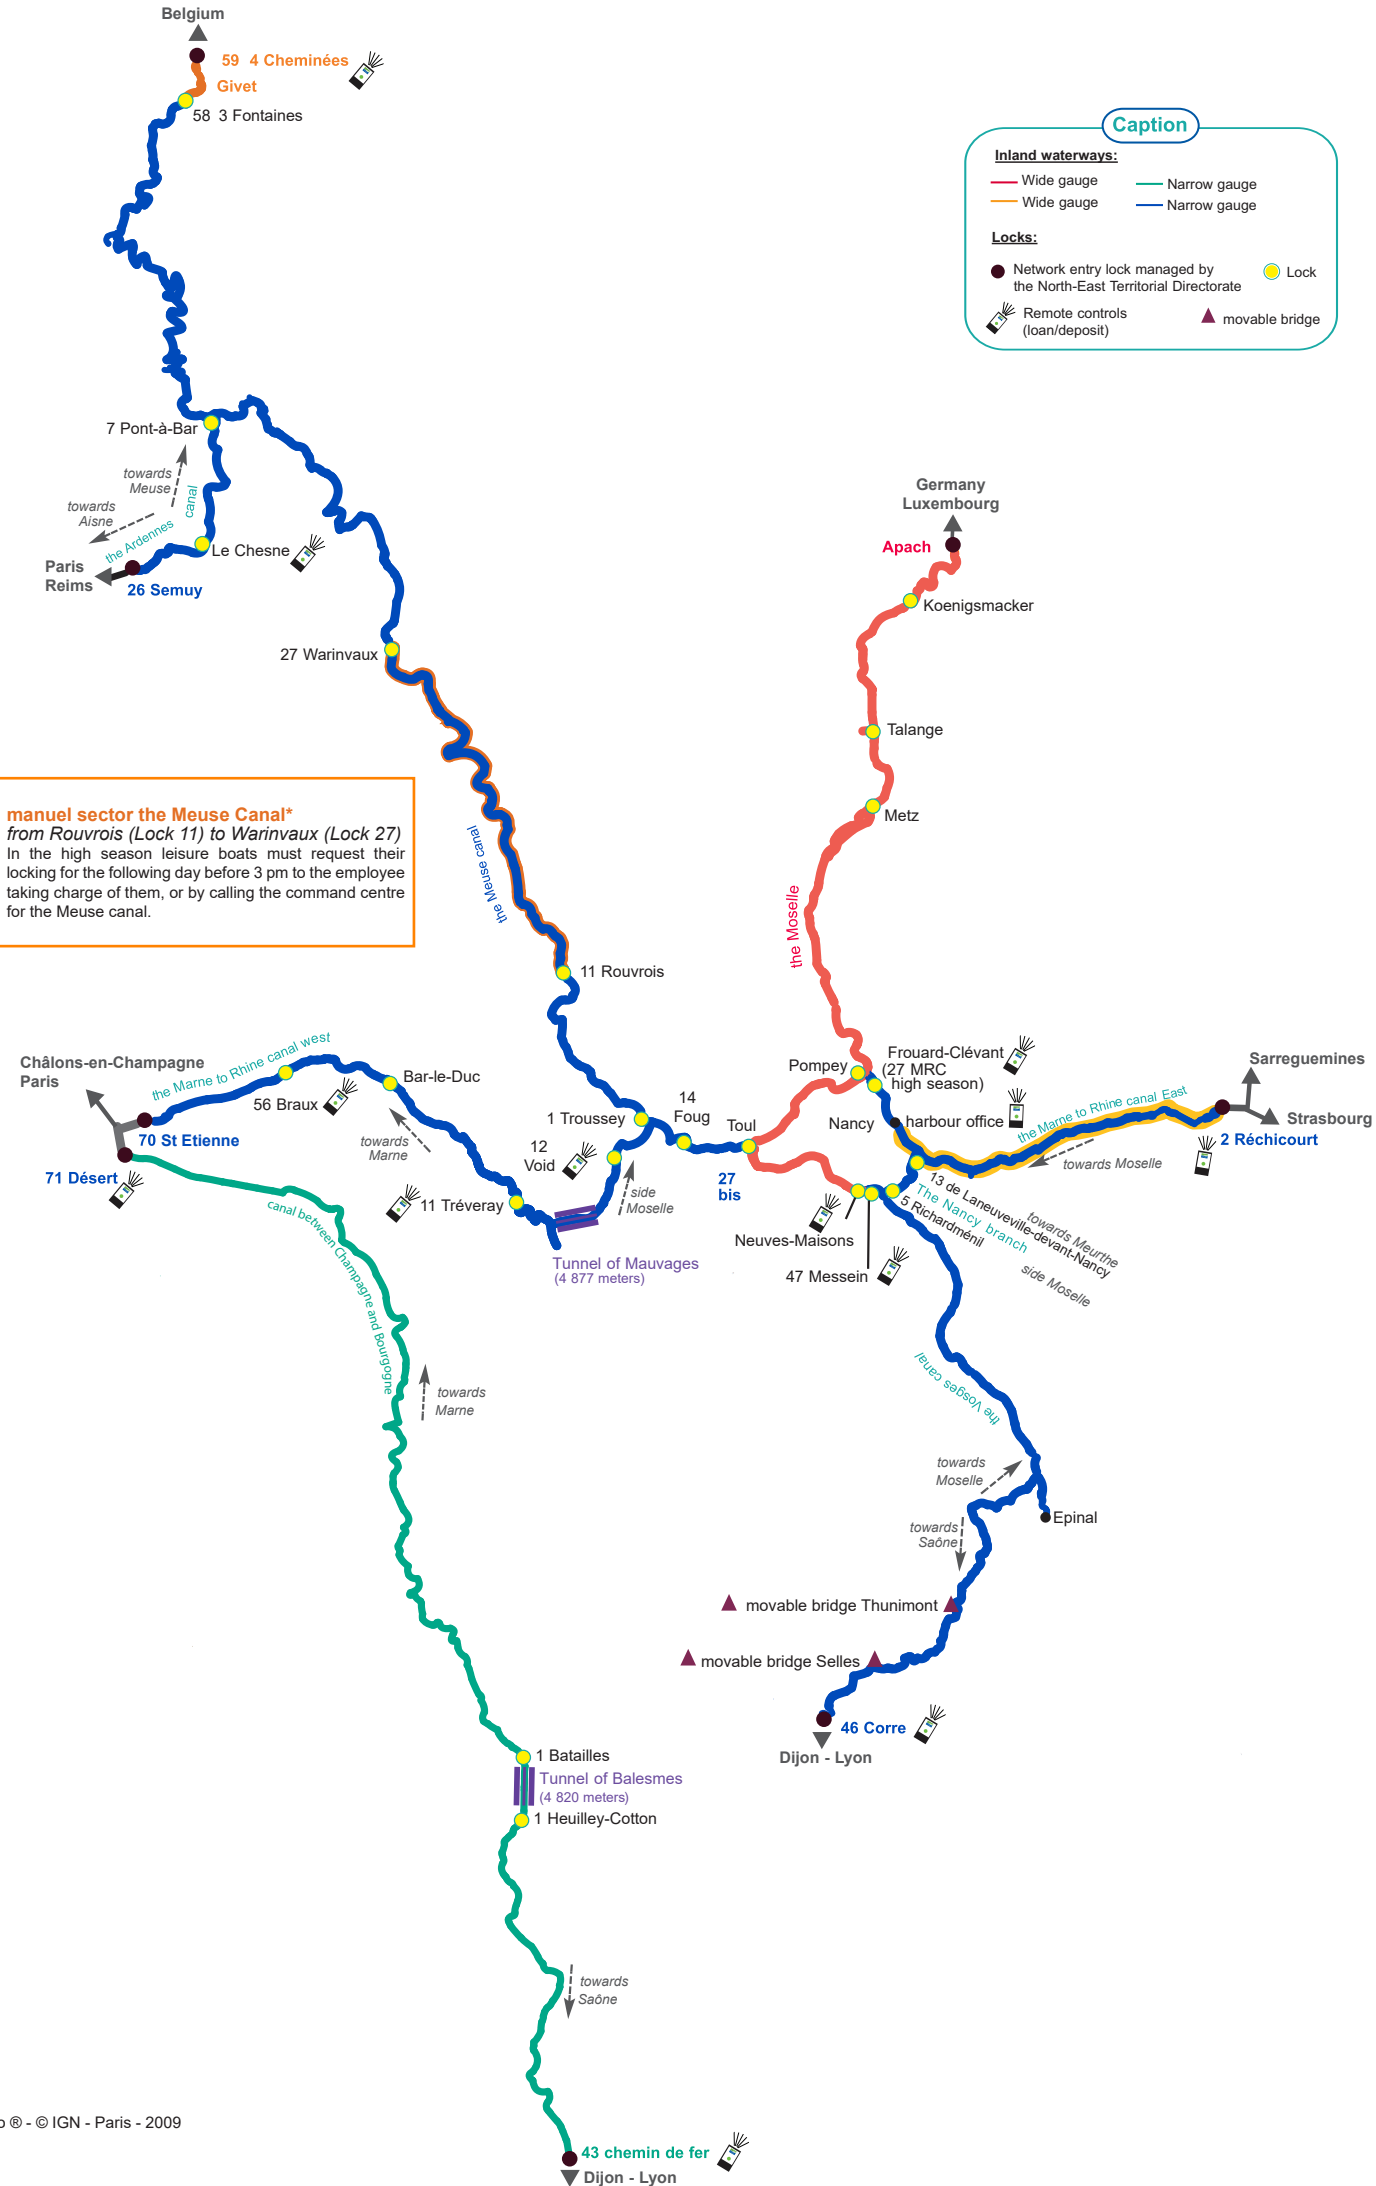 Belgium
59 4 Cheminées
Givet
58 3 Fontaines
Caption
Inland waterways:
Wide gauge
Narrow gauge
Wide gauge
Narrow gauge
Locks:
Network entry lock managed by
the North-East Territorial Directorate
Lock
Remote controls
(loan/deposit)
movable bridge
7 Pont-à-Bar
towards
Meuse
towards
Aisne
canal
the Ardennes
Le Chesne
Paris
Reims
26 Semuy
Germany
Luxembourg
Apach
Koenigsmacker
27 Warinvaux
Talange
Metz
manuel sector the Meuse Canal*
from Rouvrois (Lock 11) to Warinvaux (Lock 27)
In the high season leisure boats must request their
locking for the following day before 3 pm to the employee
taking charge of them, or by calling the command centre
for the Meuse canal.
the Meuse canal
the Moselle
11 Rouvrois
Châlons-en-Champagne
Paris
the Marne to Rhine canal west
56 Braux
Bar-le-Duc
70 St Etienne
71 Désert
towards
Marne
1 Troussey
14
Foug
12
Void
Toul
27
bis
11 Tréveray
side
Moselle
Tunnel of Mauvages
(4 877 meters)
Pompey
Frouard-Clévant
(27 MRC
high season)
Nancy
harbour office
Sarreguemines
Strasbourg
2 Réchicourt
the Marne to Rhine canal East
towards Moselle
13 de Laneuveville-devant-Nancy
The Nancy branch
5 Richardménil
towards Meurthe
side Moselle
Neuves-Maisons
47 Messein
canal between Champagne and Bourgogne
towards
Marne
the Vosges canal
towards
Moselle
Epinal
towards
Saône
movable bridge Thunimont
movable bridge Selles
46 Corre
Dijon - Lyon
1 Batailles
Tunnel of Balesmes
(4 820 meters)
1 Heuilley-Cotton
towards
Saône
o ® - © IGN - Paris - 2009
43 chemin de fer
Dijon - Lyon